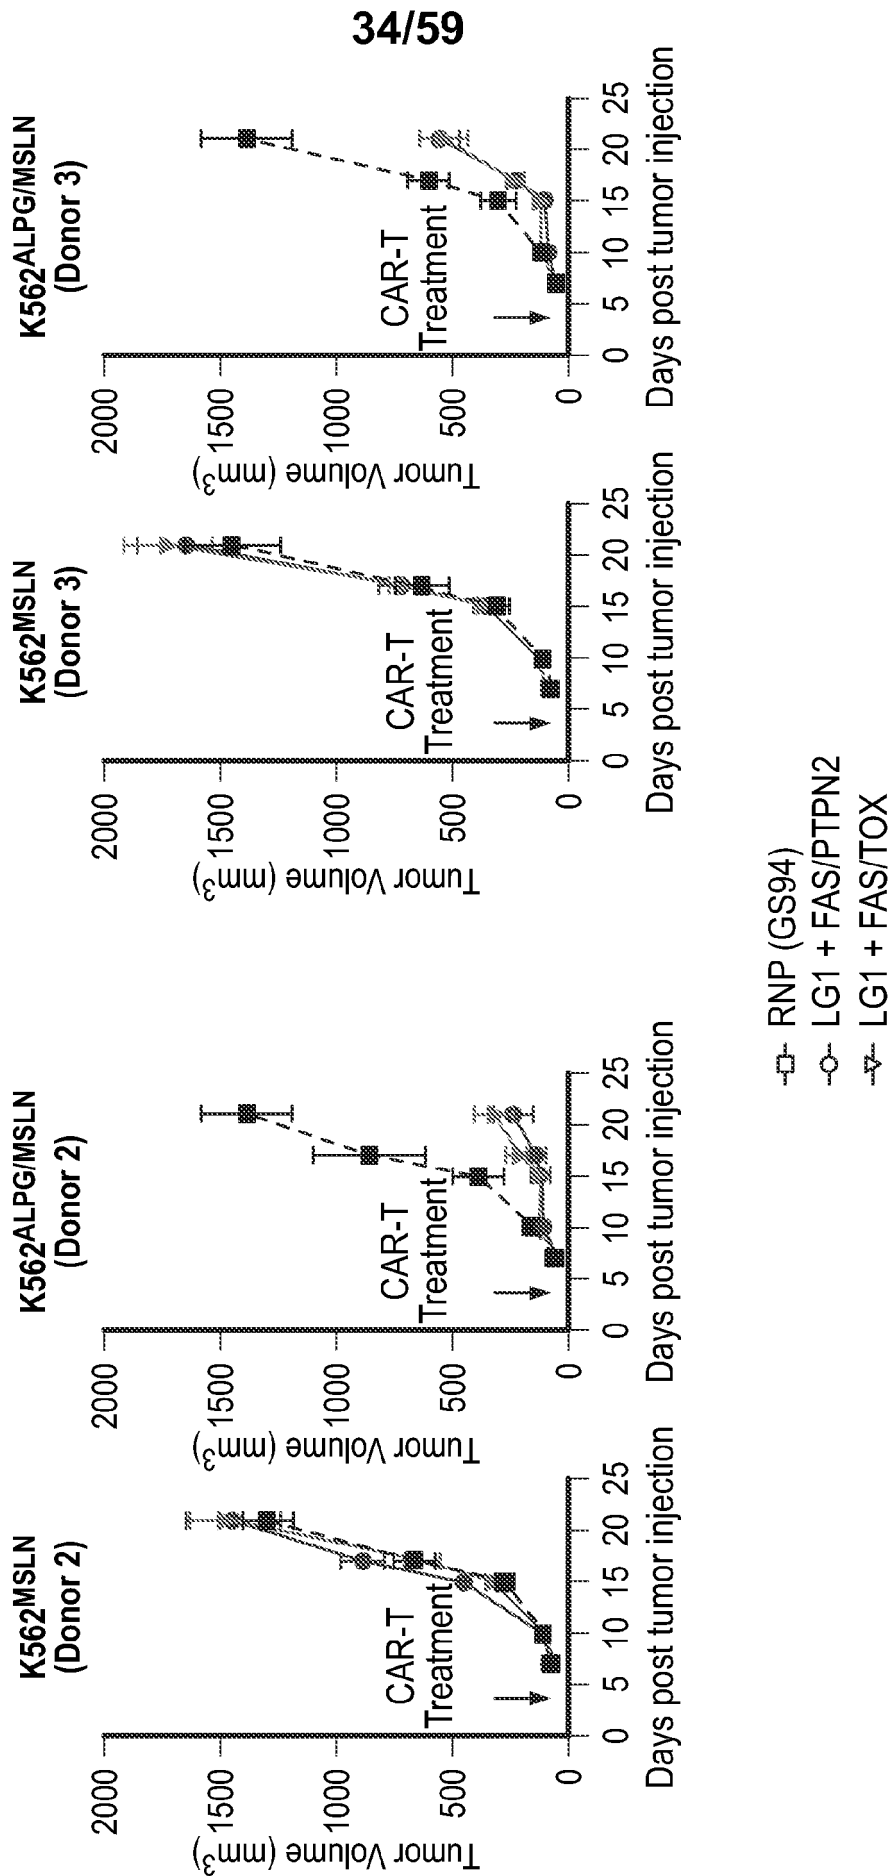 34/59
K562MSLN
(Donor 2)
Tumor Volume (mm3)
2000
1500
1000
500
0
CAR-T
Treatment
0 5 10 15 20 25
Days post tumor injection
K562ALPG/MSLN
(Donor 2)
Tumor Volume (mm3)
2000
1500
1000
500
0
CAR-T
Treatment
0 5 10 15 20 25
Days post tumor injection
K562MSLN
(Donor 3)
Tumor Volume (mm3)
2000
1500
1000
500
0
CAR-T
Treatment
0 5 10 15 20 25
Days post tumor injection
K562ALPG/MSLN
(Donor 3)
Tumor Volume (mm3)
2000
1500
1000
500
0
CAR-T
Treatment
0 5 10 15 20 25
Days post tumor injection
RNP (GS94)
LG1 + FAS/PTPN2
LG1 + FAS/TOX